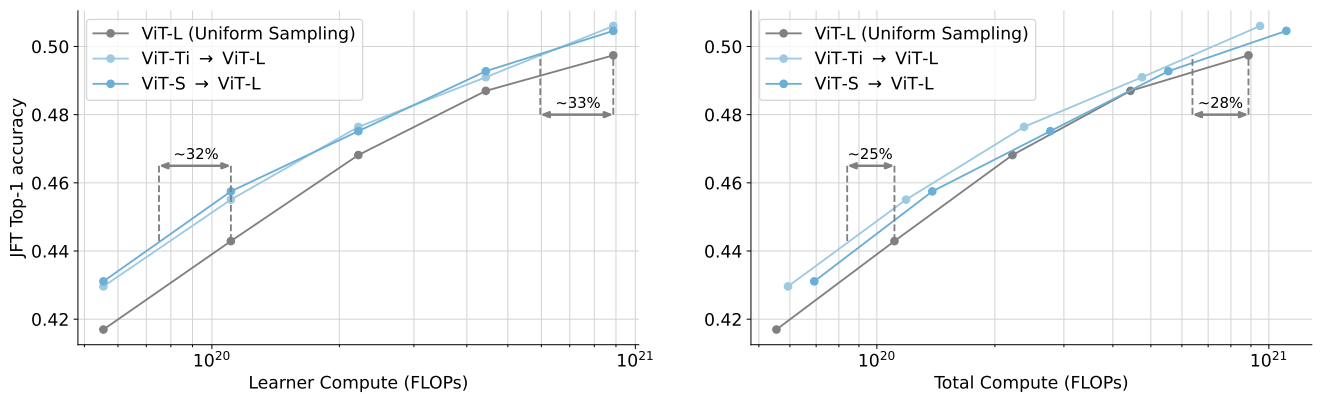 ViT-L (Uniform Sampling)
ViT-Ti → ViT-L
ViT-S → ViT-L
~33%
~32%
0.50
0.48
0.46
0.44
0.42
JFT Top-1 accuracy
10^20
10^21
Learner Compute (FLOPs)
ViT-L (Uniform Sampling)
ViT-Ti → ViT-L
ViT-S → ViT-L
~28%
~25%
0.50
0.48
0.46
0.44
0.42
10^20
10^21
Total Compute (FLOPs)